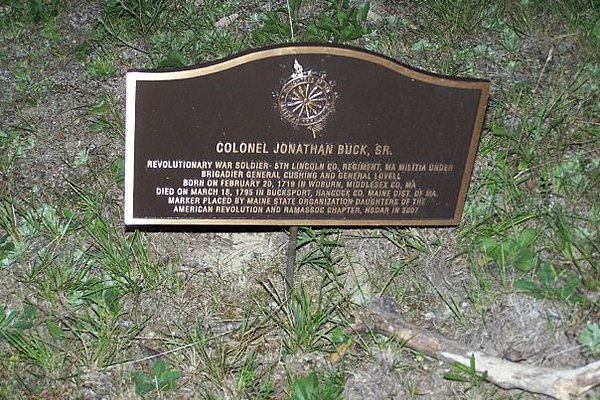 COLONEL JONATHAN BUCK, SR.
REVOLUTIONARY WAR SOLDIER- 5TH LINCOLN CO. REGIMENT, MA MILITIA UNDER
BRIGADIER GENERAL CUSHING AND GENERAL LOVELL
BORN ON FEBRUARY 20, 1719 IN WOBURN, MIDDLESEX CO, MA
DIED ON MARCH 18, 1795 IN BUCKSPORT, HANCOCK CO. MAINE DIST. OF MA.
MARKER PLACED BY MAINE STATE ORGANIZATION DAUGHTERS OF THE
AMERICAN REVOLUTION AND RAMASSOC CHAPTER, NSDAR IN 2007